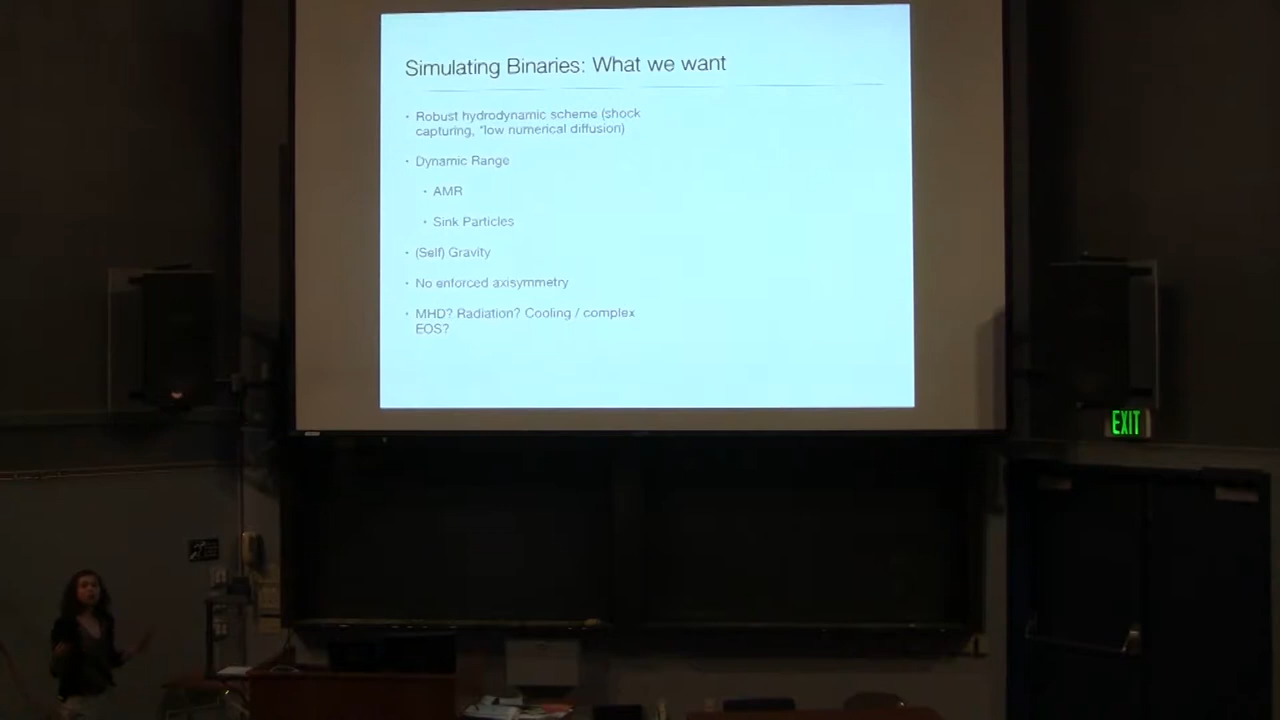 Simulating Binaries: What we want
• Robust hydrodynamic scheme (shock
capturing, *low numerical diffusion)
• Dynamic Range
• AMR
• Sink Particles
• (Self) Gravity
• No enforced axisymmetry
• MHD? Radiation? Cooling / complex
EOS?
EXIT